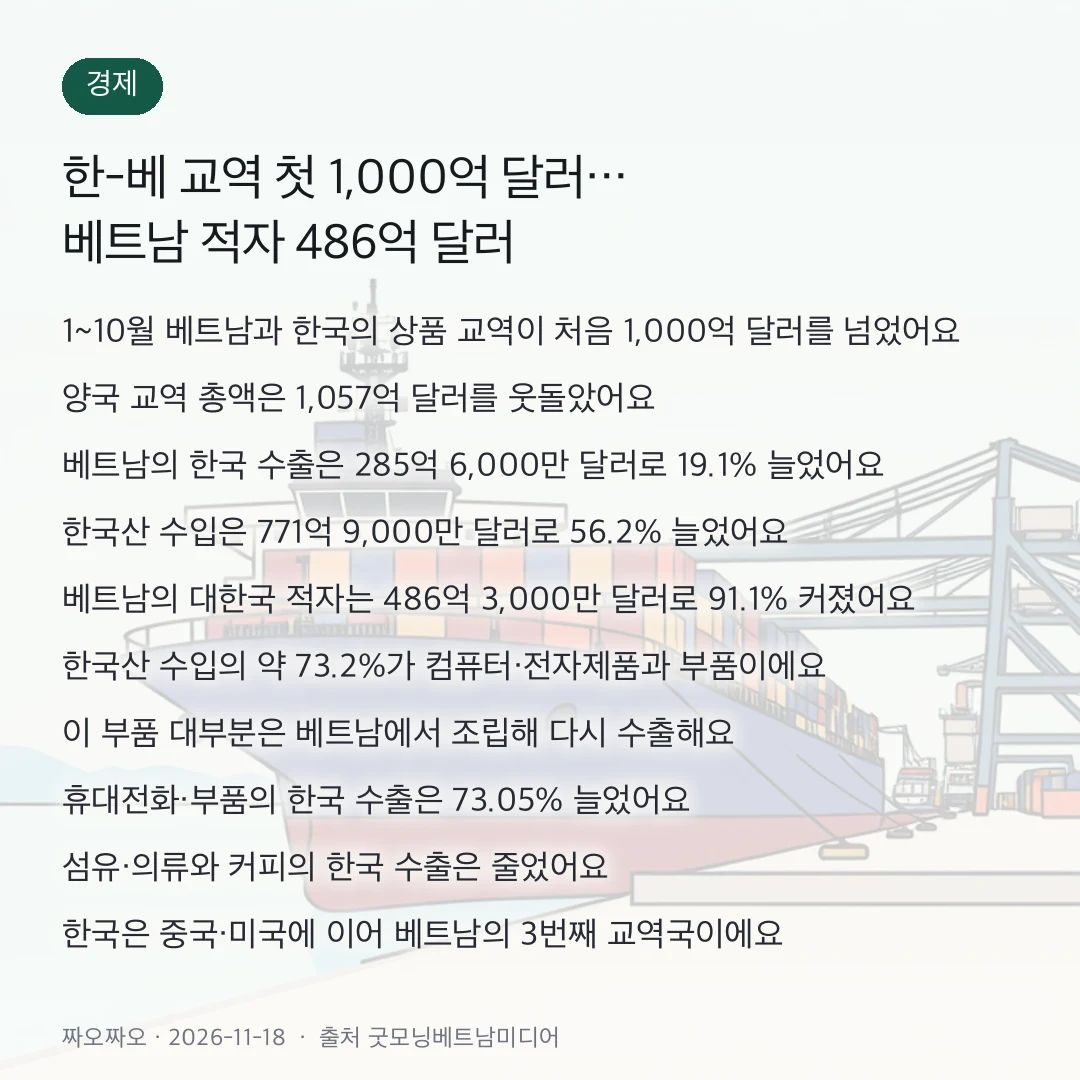 경제
한-베 교역 첫 1,000억 달러…
베트남 적자 486억 달러
1~10월 베트남과 한국의 상품 교역이 처음 1,000억 달러를 넘었어요
양국 교역 총액은 1,057억 달러를 웃돌았어요
베트남의 한국 수출은 285억 6,000만 달러로 19.1% 늘었어요
한국산 수입은 771억 9,000만 달러로 56.2% 늘었어요
베트남의 대한국 적자는 486억 3,000만 달러로 91.1% 커졌어요
한국산 수입의 약 73.2%가 컴퓨터·전자제품과 부품이에요
이 부품 대부분은 베트남에서 조립해 다시 수출해요
휴대전화·부품의 한국 수출은 73.05% 늘었어요
섬유·의류와 커피의 한국 수출은 줄었어요
한국은 중국·미국에 이어 베트남의 3번째 교역국이에요
짜오짜오 · 2026-11-18 · 출처 굿모닝베트남미디어